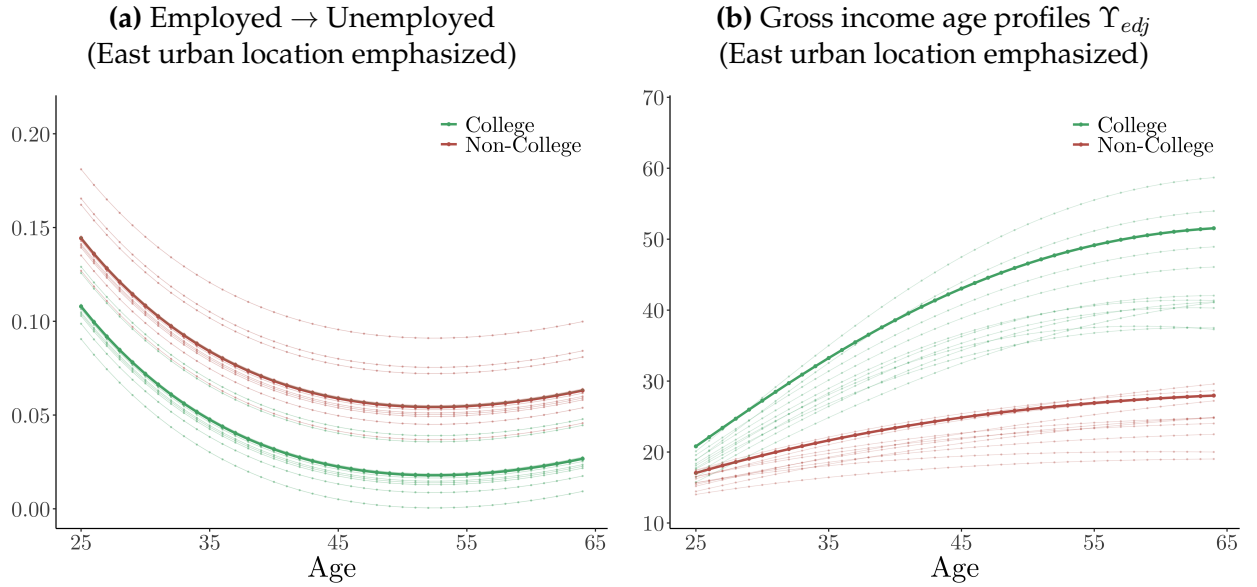 (a) Employed → Unemployed
(East urban location emphasized)
0.20
0.15
0.10
0.05
0.00
College
Non-College
25 35 45 55 65
Age
(b) Gross income age profiles ϒedj
(East urban location emphasized)
70
60
50
40
30
20
10
College
Non-College
25 35 45 55 65
Age